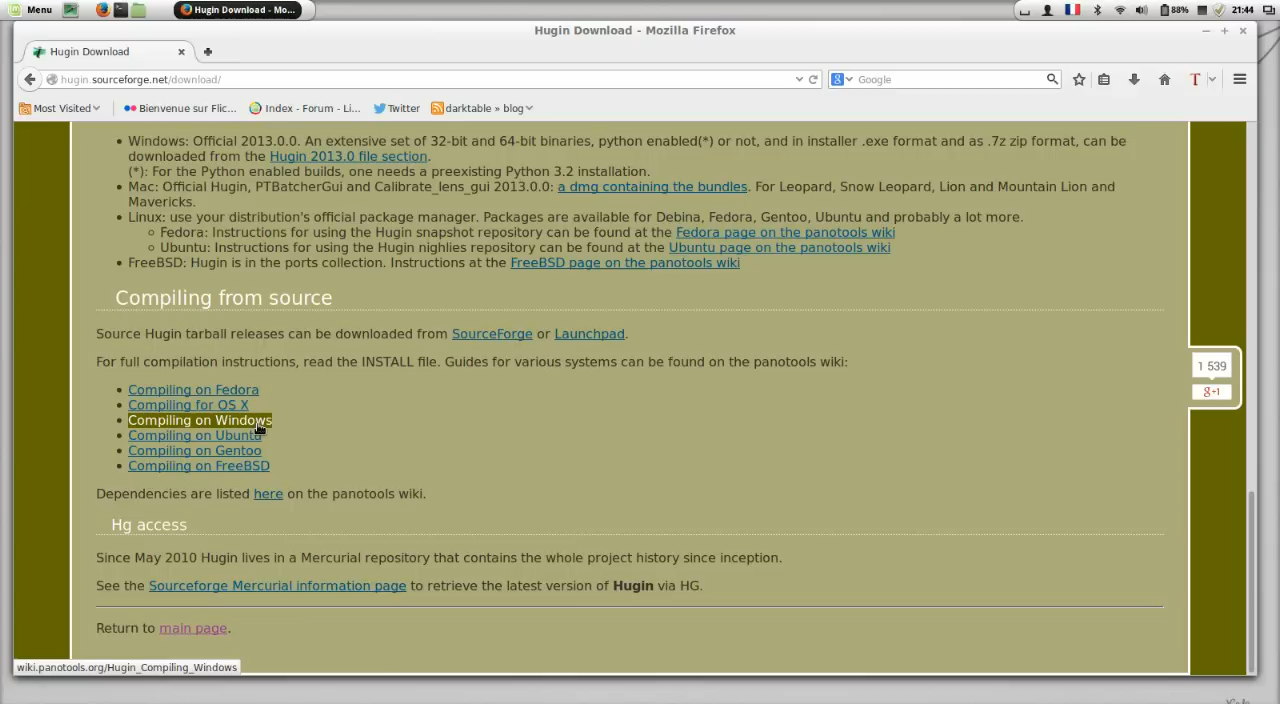 Menu
Hugin Download - Mo...
88%
21:44
Hugin Download - Mozilla Firefox
Hugin Download
hugin.sourceforge.net/download/
Google
Most Visited
Bienvenue sur Flic...
Index - Forum - Li...
Twitter
darktable » blog
Windows: Official 2013.0.0. An extensive set of 32-bit and 64-bit binaries, python enabled(*) or not, and in installer .exe format and as .7z zip format, can be
downloaded from the Hugin 2013.0 file section.
(*): For the Python enabled builds, one needs a preexisting Python 3.2 installation.
Mac: Official Hugin, PTBatcherGui and Calibrate_lens_gui 2013.0.0: a dmg containing the bundles. For Leopard, Snow Leopard, Lion and Mountain Lion and
Mavericks.
Linux: use your distribution's official package manager. Packages are available for Debina, Fedora, Gentoo, Ubuntu and probably a lot more.
Fedora: Instructions for using the Hugin snapshot repository can be found at the Fedora page on the panotools wiki
Ubuntu: Instructions for using the Hugin nighlies repository can be found at the Ubuntu page on the panotools wiki
FreeBSD: Hugin is in the ports collection. Instructions at the FreeBSD page on the panotools wiki
Compiling from source
Source Hugin tarball releases can be downloaded from SourceForge or Launchpad.
For full compilation instructions, read the INSTALL file. Guides for various systems can be found on the panotools wiki:
Compiling on Fedora
Compiling for OS X
Compiling on Windows
Compiling on Ubuntu
Compiling on Gentoo
Compiling on FreeBSD
1 539
g+1
Dependencies are listed here on the panotools wiki.
Hg access
Since May 2010 Hugin lives in a Mercurial repository that contains the whole project history since inception.
See the Sourceforge Mercurial information page to retrieve the latest version of Hugin via HG.
Return to main page.
wiki.panotools.org/Hugin_Compiling_Windows